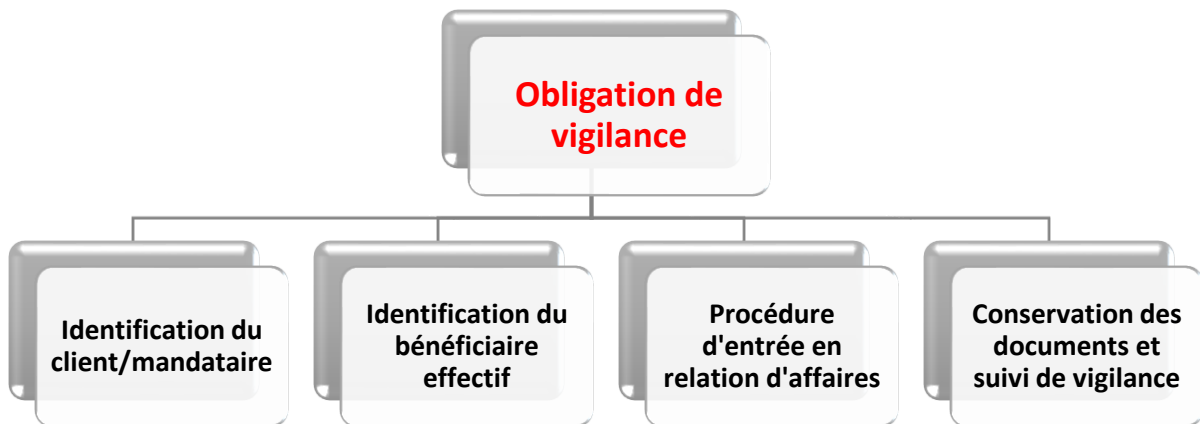 Obligation de
vigilance
Identification du
client/mandataire
Identification du
bénéficiaire
effectif
Procédure
d'entrée en
relation d'affaires
Conservation des
documents et
suivi de vigilance